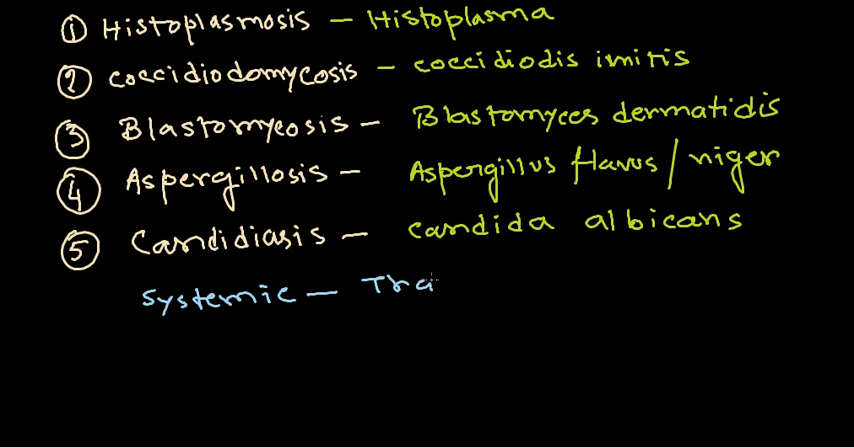 ① Histoplasmosis – Histoplasma
② Coccidiodomycosis – coccidiodis imitis
③ Blastomycosis – Blastomyces dermatidis
④ Aspergillosis – Aspergillus flavus / niger
⑤ Candidiasis – candida albicans
Systemic – Tra